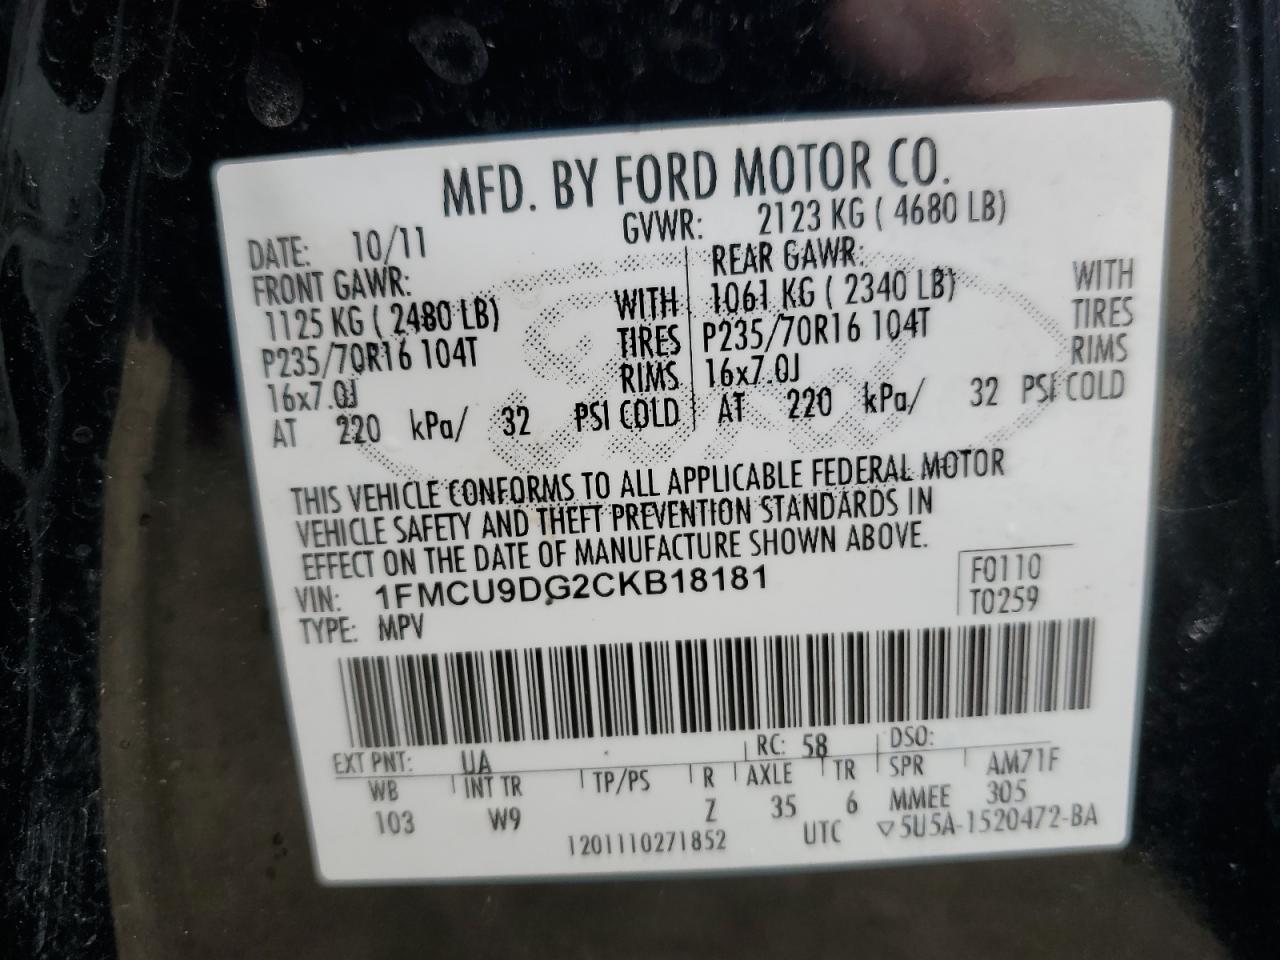 MFD. BY FORD MOTOR CO.
DATE: 10/11 GVWR: 2123 KG ( 4680 LB)
FRONT GAWR: REAR GAWR:
1125 KG ( 2480 LB) WITH 1061 KG ( 2340 LB) WITH
P235/70R16 104T TIRES P235/70R16 104T TIRES
16x7.0J RIMS 16x7.0J RIMS
AT 220 kPa/ 32 PSI COLD AT 220 kPa/ 32 PSI COLD
THIS VEHICLE CONFORMS TO ALL APPLICABLE FEDERAL MOTOR
VEHICLE SAFETY AND THEFT PREVENTION STANDARDS IN
EFFECT ON THE DATE OF MANUFACTURE SHOWN ABOVE.
VIN: 1FMCU9DG2CKB18181 F0110
TYPE: MPV T0259
EXT PNT: UA RC: 58 DSO:
WB INT TR TP/PS R AXLE TR SPR AM71F
103 W9 Z 35 6 MMEE 305
1201110271852 UTC ▽5U5A-1520472-BA